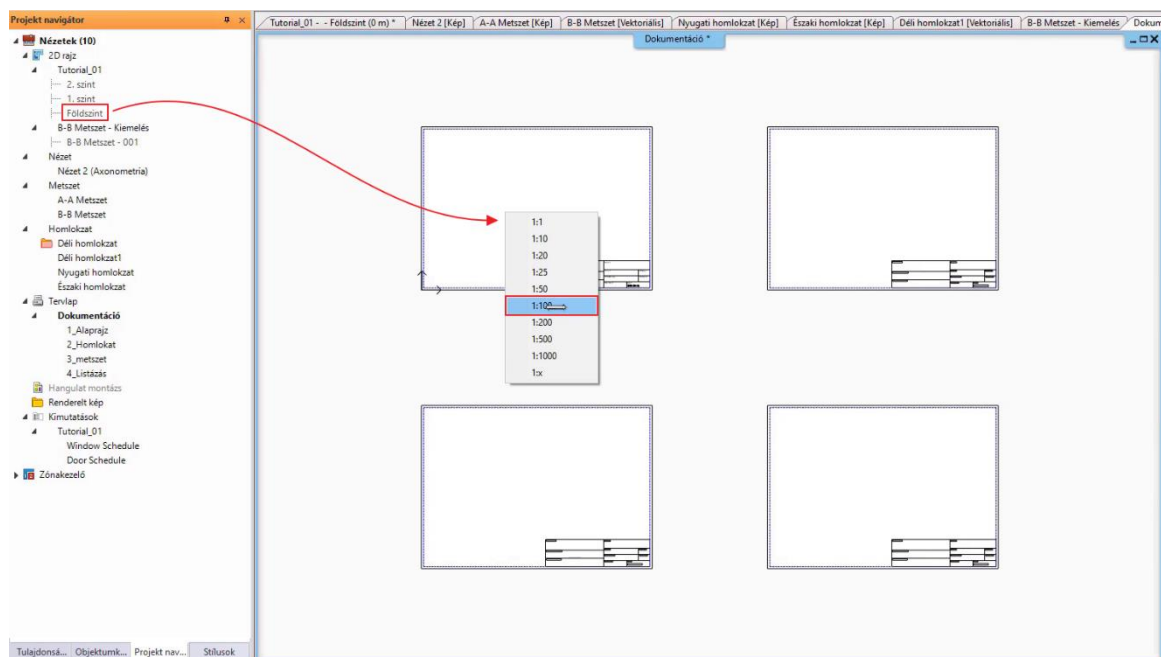 Projekt navigátor
Nézetek (10)
2D rajz
Tutorial_01
2. szint
1. szint
Földszint
B-B Metszet - Kiemelés
B-B Metszet - 001
Nézet
Nézet 2 (Axonometria)
Metszet
A-A Metszet
B-B Metszet
Homlokzat
Déli homlokzat
Déli homlokzat1
Nyugati homlokzat
Északi homlokzat
Tervlap
Dokumentáció
1_Alaprajz
2_Homlokat
3_metszet
4_Listázás
Hangulat montázs
Renderelt kép
Kimutatások
Tutorial_01
Window Schedule
Door Schedule
Zónakezelő
Tulajdonsá... Objektumk... Projekt nav... Stílusok
Tutorial_01 - - Földszint (0 m) * Nézet 2 [Kép] A-A Metszet [Kép] B-B Metszet [Vektoriális] Nyugati homlokzat [Kép] Északi homlokzat [Kép] Déli homlokzat1 [Vektoriális] B-B Metszet - Kiemelés Dokum
Dokumentáció *
1:1
1:10
1:20
1:25
1:50
1:100
1:200
1:500
1:1000
1:x